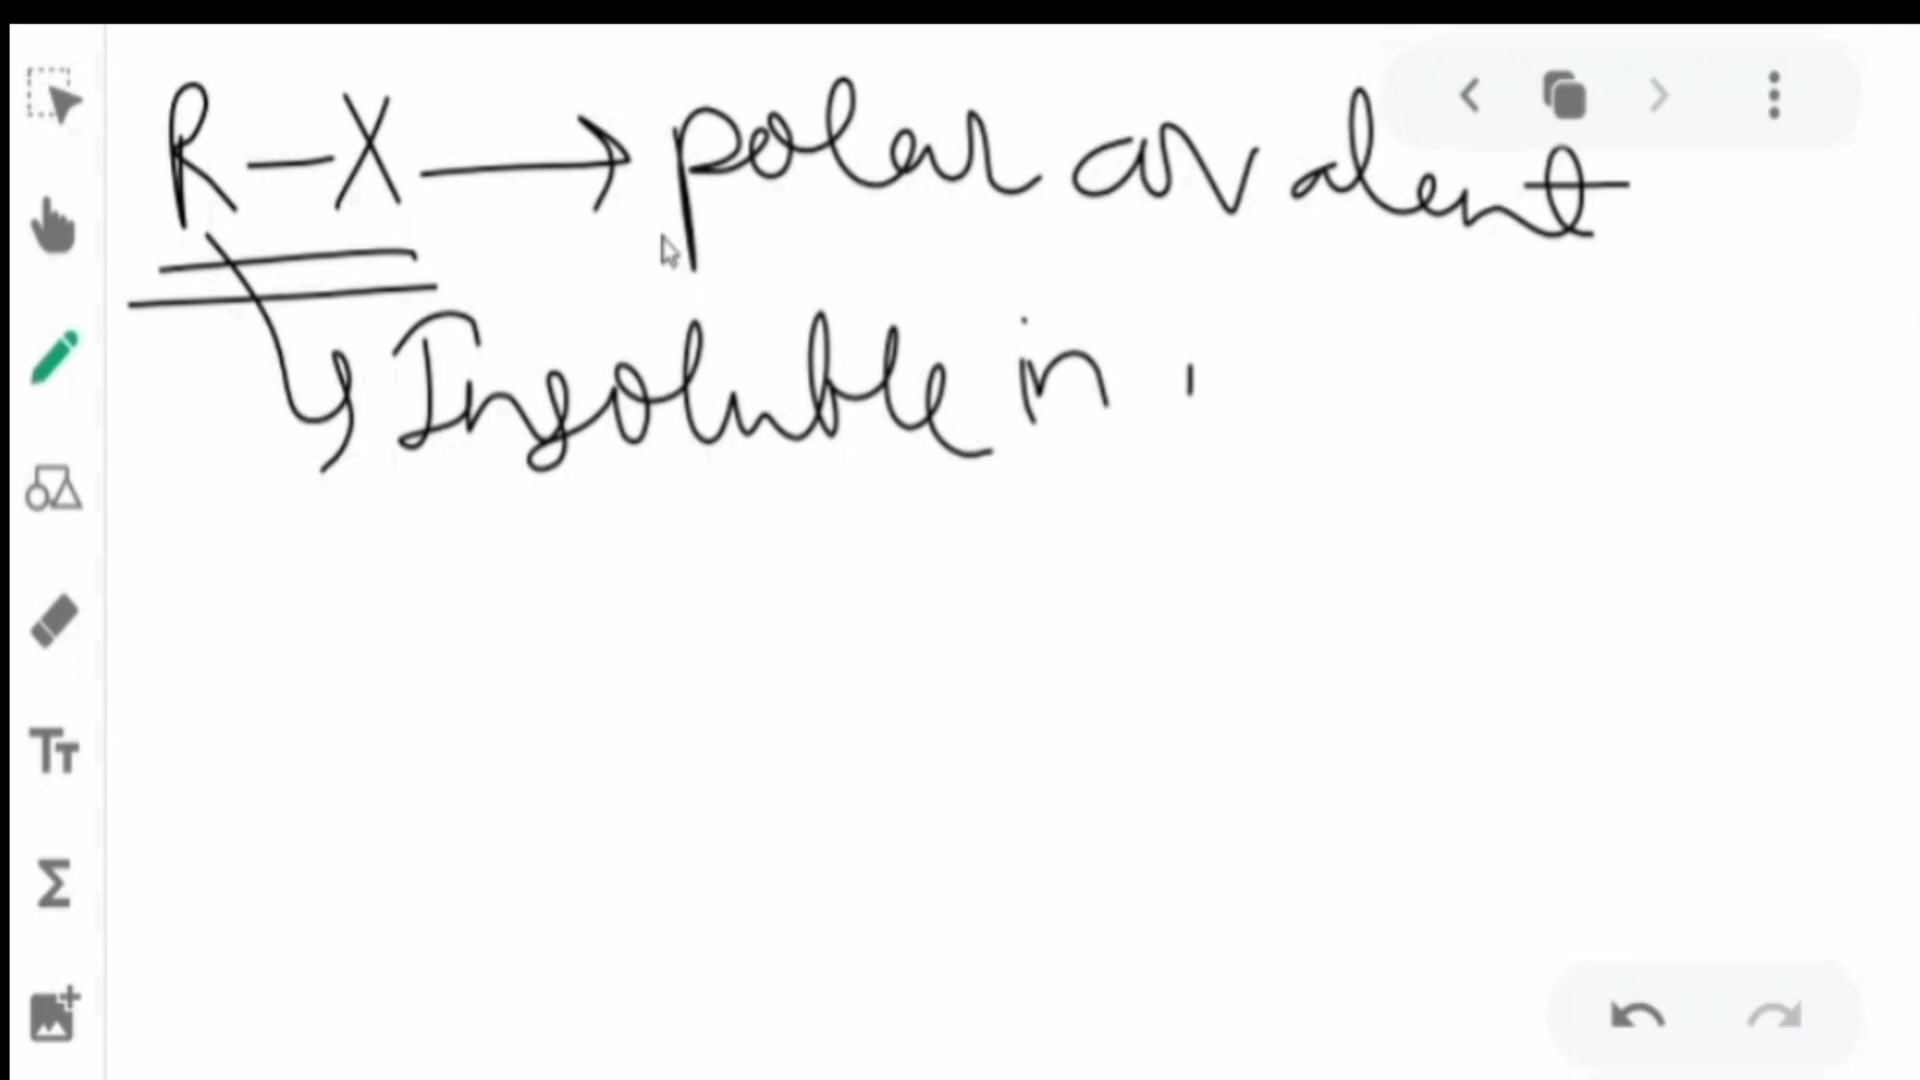 R-X → polar covalent
↳ Insoluble in